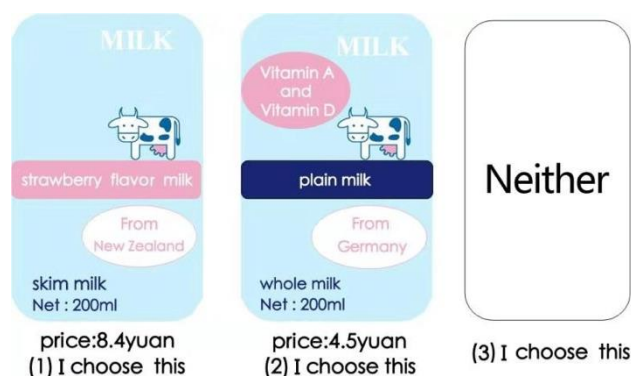 MILK
strawberry flavor milk
From
New Zealand
skim milk
Net : 200ml
price:8.4yuan
(1) I choose this
MILK
Vitamin A
and
Vitamin D
plain milk
From
Germany
whole milk
Net : 200ml
price:4.5yuan
(2) I choose this
Neither
(3) I choose this